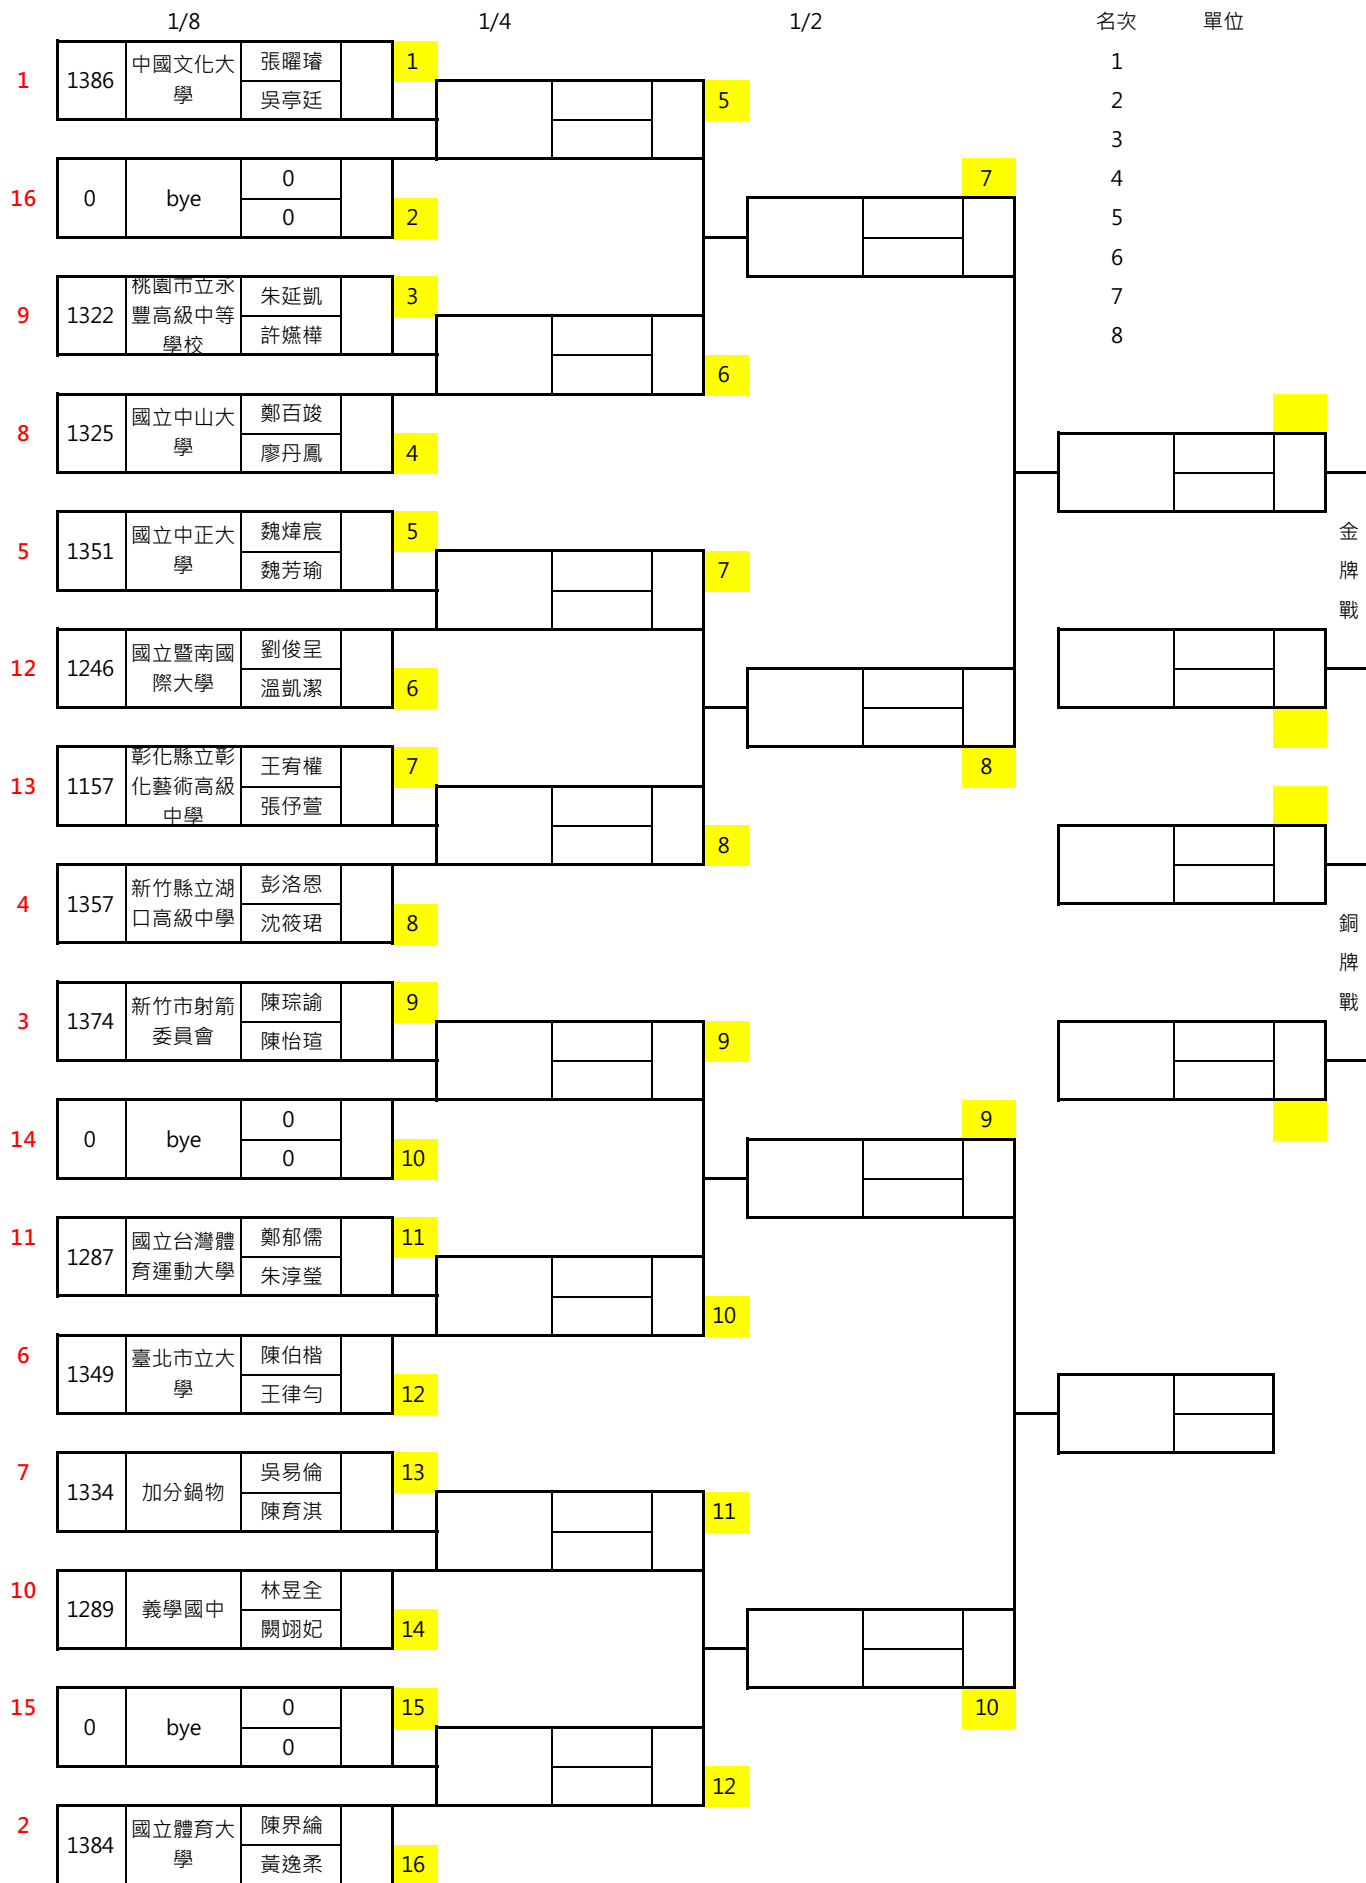 1/8 1/4 1/2 名次 單位
1 1386 中國文化大學 張曜瑻 吳亭廷 1
16 0 bye 0 0 2
9 1322 桃園市立永豐高級中等學校 朱延凱 許嬿樺 3
8 1325 國立中山大學 鄭百竣 廖丹鳳 4
5 1351 國立中正大學 魏煒宸 魏芳瑜 5
12 1246 國立暨南國際大學 劉俊呈 溫凱潔 6
13 1157 彰化縣立彰化藝術高級中學 王宥權 張伃萱 7
4 1357 新竹縣立湖口高級中學 彭洛恩 沈筱珺 8
3 1374 新竹市射箭委員會 陳琮諭 陳怡瑄 9
14 0 bye 0 0 10
11 1287 國立台灣體育運動大學 鄭郁儒 朱淳瑩 11
6 1349 臺北市立大學 陳伯楷 王律勻 12
7 1334 加分鍋物 吳易倫 陳育淇 13
10 1289 義學國中 林昱全 闕翊妃 14
15 0 bye 0 0 15
2 1384 國立體育大學 陳界綸 黃逸柔 16
5
6
7
8
9
10
11
12
7
8
9
10
1
2
3
4
5
6
7
8
金牌戰
銅牌戰